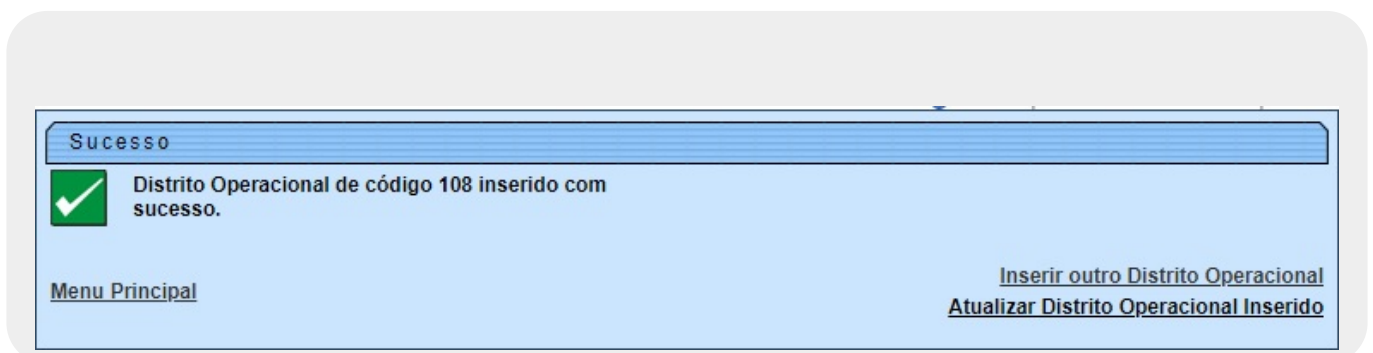 Sucesso
Distrito Operacional de código 108 inserido com
sucesso.
Menu Principal
Inserir outro Distrito Operacional
Atualizar Distrito Operacional Inserido